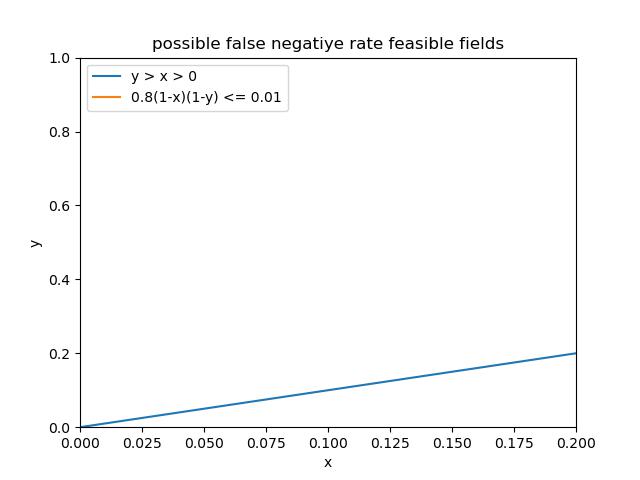 possible false negatiye rate feasible fields
y > x > 0
0.8(1-x)(1-y) <= 0.01
1.0
0.8
0.6
y
0.4
0.2
0.0
0.000 0.025 0.050 0.075 0.100 0.125 0.150 0.175 0.200
x